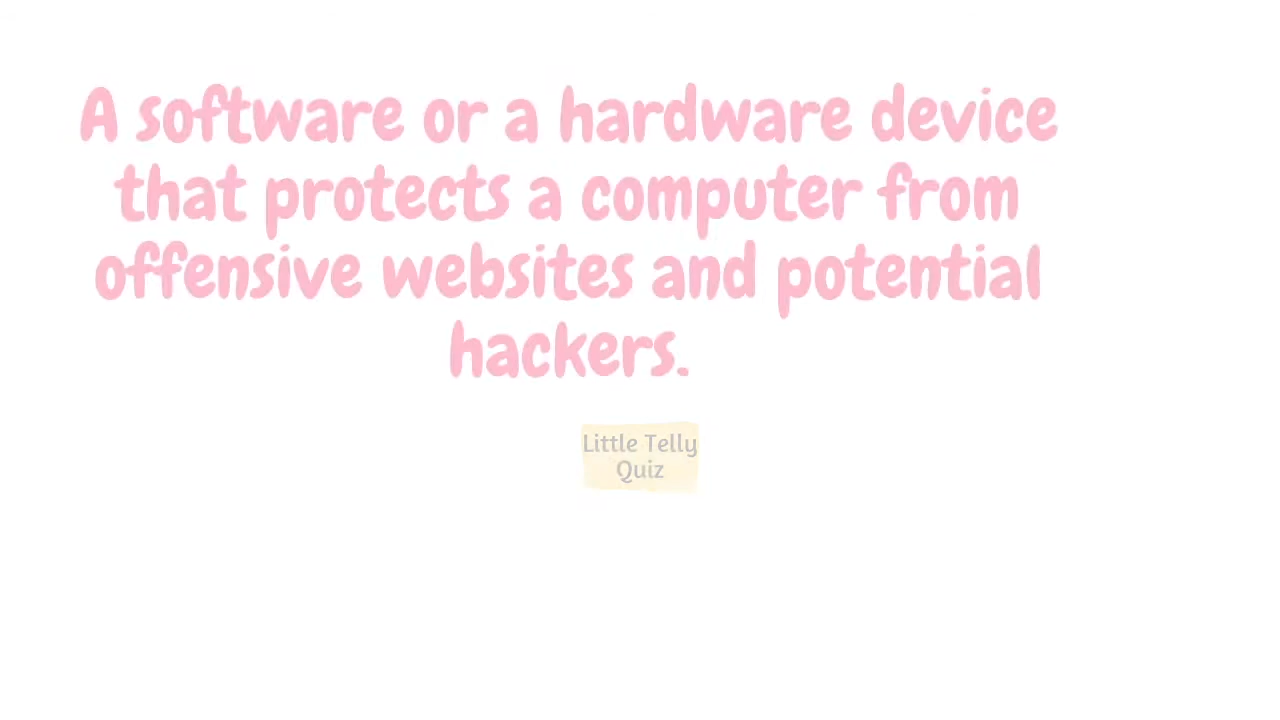 A software or a hardware device
that protects a computer from
offensive websites and potential
hackers.
Little Telly
Quiz